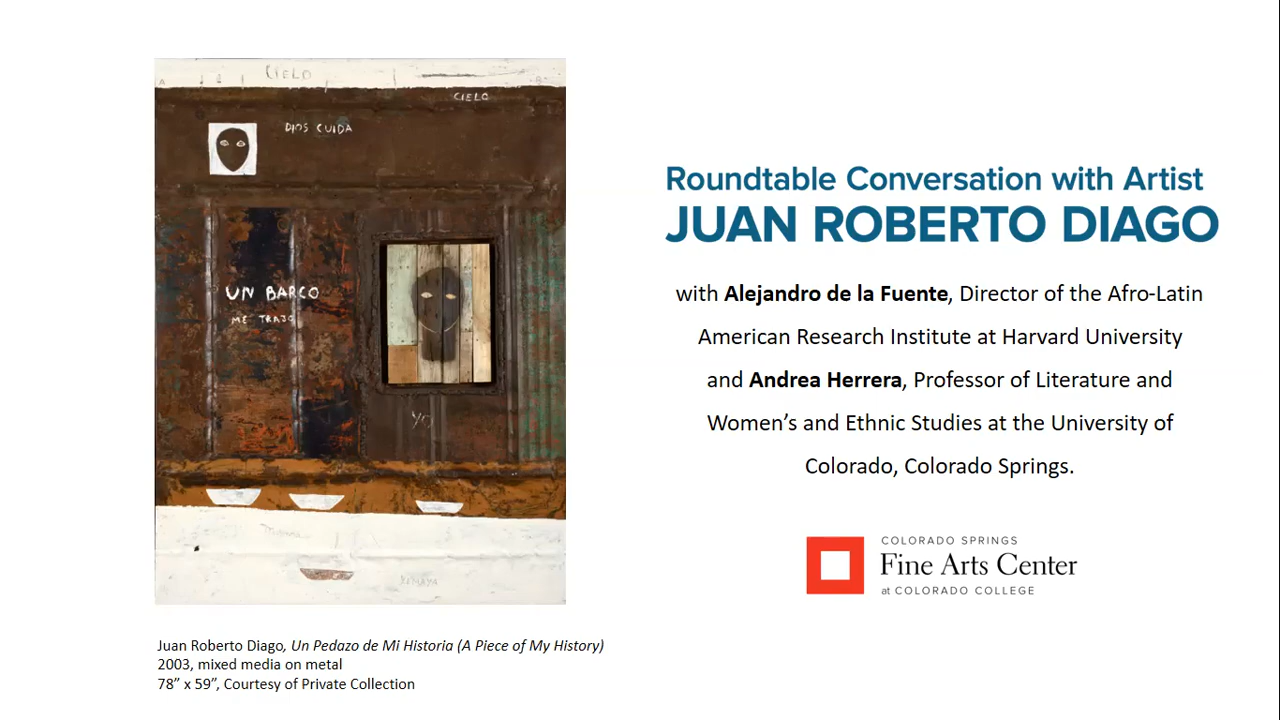 CIELO
CIELO
DIOS CUIDA
UN BARCO
ME TRAJO
YO
YEMAYA
Roundtable Conversation with Artist
JUAN ROBERTO DIAGO
with Alejandro de la Fuente, Director of the Afro-Latin
American Research Institute at Harvard University
and Andrea Herrera, Professor of Literature and
Women’s and Ethnic Studies at the University of
Colorado, Colorado Springs.
COLORADO SPRINGS
Fine Arts Center
at COLORADO COLLEGE
Juan Roberto Diago, Un Pedazo de Mi Historia (A Piece of My History)
2003, mixed media on metal
78” x 59”, Courtesy of Private Collection